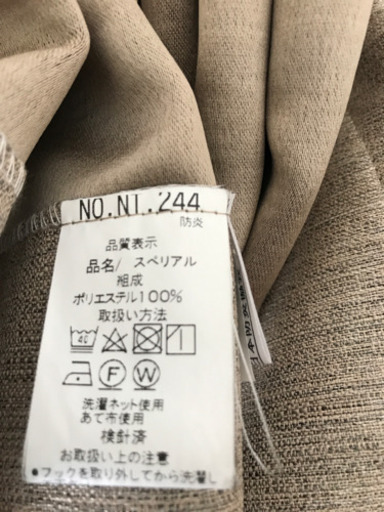 NO.NT.244
防炎
品質表示
品名/ スペリアル
組成
ポリエステル100%
取扱い方法
40
F W
洗濯ネット使用
あて布使用
検針済
お取扱い上の注意
●フックを取り外してから洗濯し